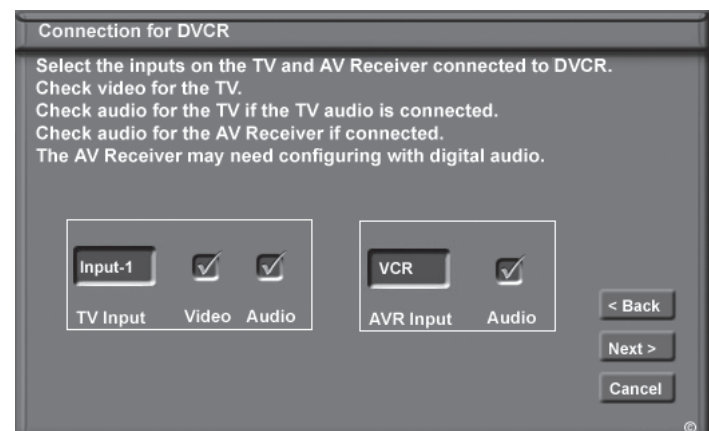 Connection for DVCR
Select the inputs on the TV and AV Receiver connected to DVCR.
Check video for the TV.
Check audio for the TV if the TV audio is connected.
Check audio for the AV Receiver if connected.
The AV Receiver may need configuring with digital audio.
Input-1
TV Input Video Audio
VCR
AVR Input Audio
< Back
Next >
Cancel
©